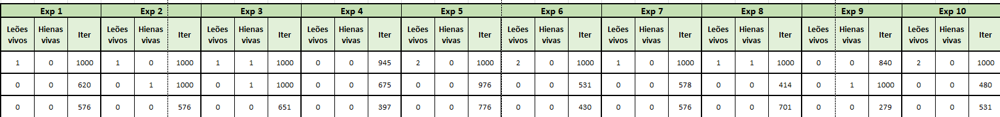 Exp 1 Exp 2 Exp 3 Exp 4 Exp 5 Exp 6 Exp 7 Exp 8 Exp 9 Exp 10
Leões vivos Hienas vivas Iter Leões vivos Hienas vivas Iter Leões vivos Hienas vivas Iter Leões vivos Hienas vivas Iter Leões vivos Hienas vivas Iter Leões vivos Hienas vivas Iter Leões vivos Hienas vivas Iter Leões vivos Hienas vivas Iter Leões vivos Hienas vivas Iter Leões vivos Hienas vivas Iter
1 0 1000 1 0 1000 1 1 1000 0 0 945 2 0 1000 2 0 1000 1 0 1000 1 1 1000 0 0 840 2 0 1000
0 0 620 0 1 1000 0 1 1000 0 0 675 0 0 976 0 0 531 0 0 578 0 0 414 0 1 1000 0 0 480
0 0 576 0 0 576 0 0 651 0 0 397 0 0 776 0 0 430 0 0 576 0 0 701 0 0 279 0 0 531